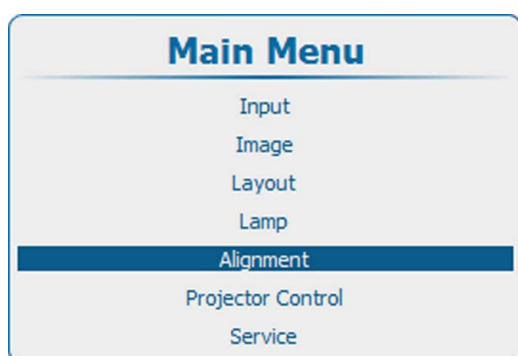 Main Menu
Input
Image
Layout
Lamp
Alignment
Projector Control
Service